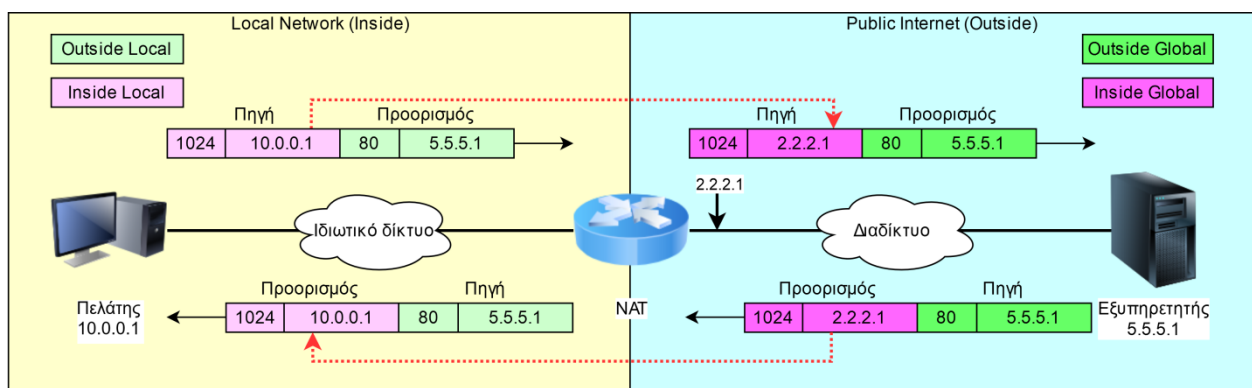 Local Network (Inside)
Public Internet (Outside)
Outside Local
Inside Local
Outside Global
Inside Global
Πηγή Προορισμός
1024 10.0.0.1 80 5.5.5.1
Πηγή Προορισμός
1024 2.2.2.1 80 5.5.5.1
2.2.2.1
Ιδιωτικό δίκτυο
Διαδίκτυο
Πελάτης
10.0.0.1
Προορισμός Πηγή
1024 10.0.0.1 80 5.5.5.1
NAT
Προορισμός Πηγή
1024 2.2.2.1 80 5.5.5.1
Εξυπηρετητής
5.5.5.1